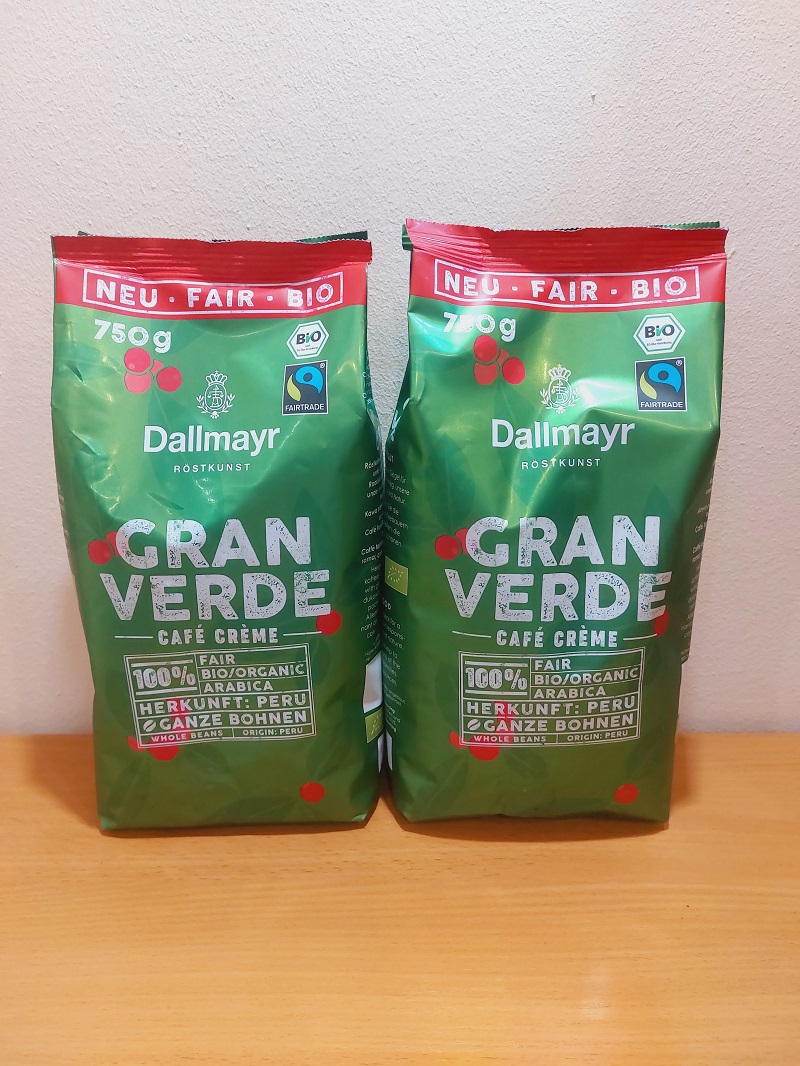 NEU · FAIR · BIO
750g
BIO
FAIRTRADE
Dallmayr
RÖSTKUNST
GRAN
VERDE
CAFÉ CRÈME
100%
FAIR
BIO/ORGANIC
ARABICA
HERKUNFT: PERU
GANZE BOHNEN
WHOLE BEANS
ORIGIN: PERU
NEU · FAIR · BIO
750g
BIO
FAIRTRADE
Dallmayr
RÖSTKUNST
GRAN
VERDE
CAFÉ CRÈME
100%
FAIR
BIO/ORGANIC
ARABICA
HERKUNFT: PERU
GANZE BOHNEN
WHOLE BEANS
ORIGIN: PERU